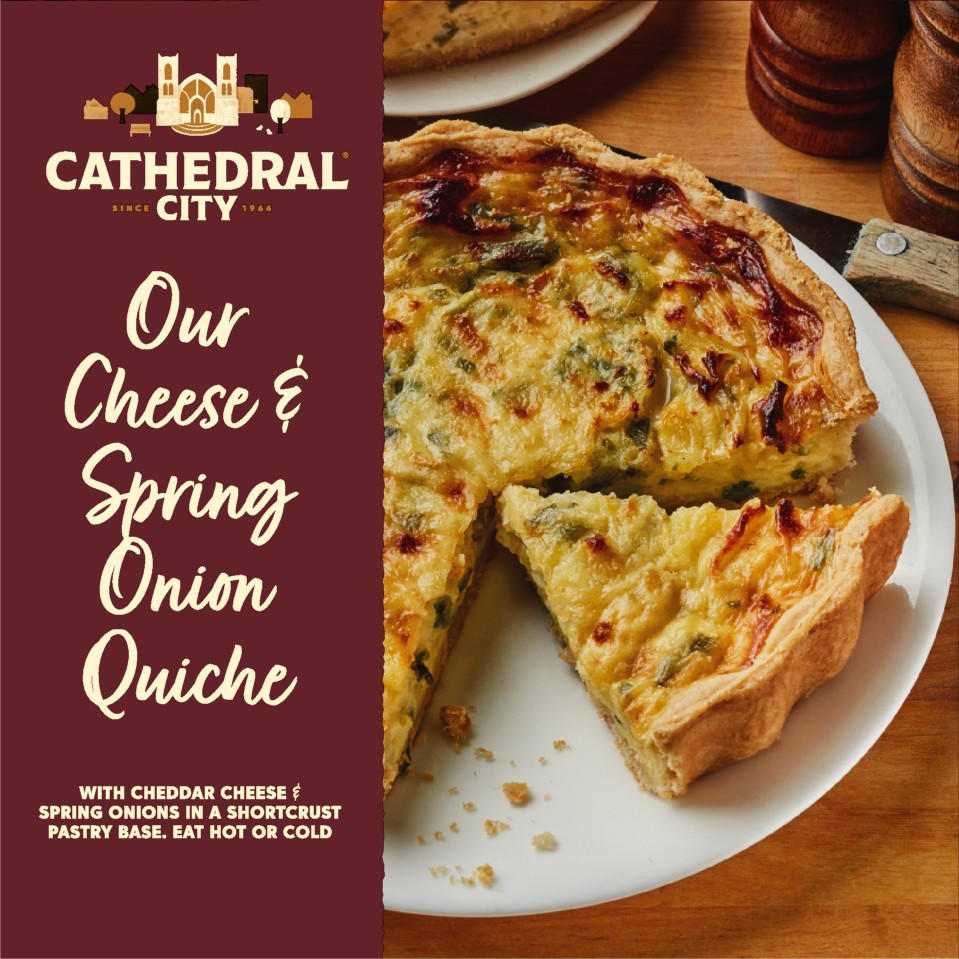 CATHEDRAL®
SINCE CITY 1966
Our
Cheese &
Spring
Onion
Quiche
WITH CHEDDAR CHEESE &
SPRING ONIONS IN A SHORTCRUST
PASTRY BASE. EAT HOT OR COLD